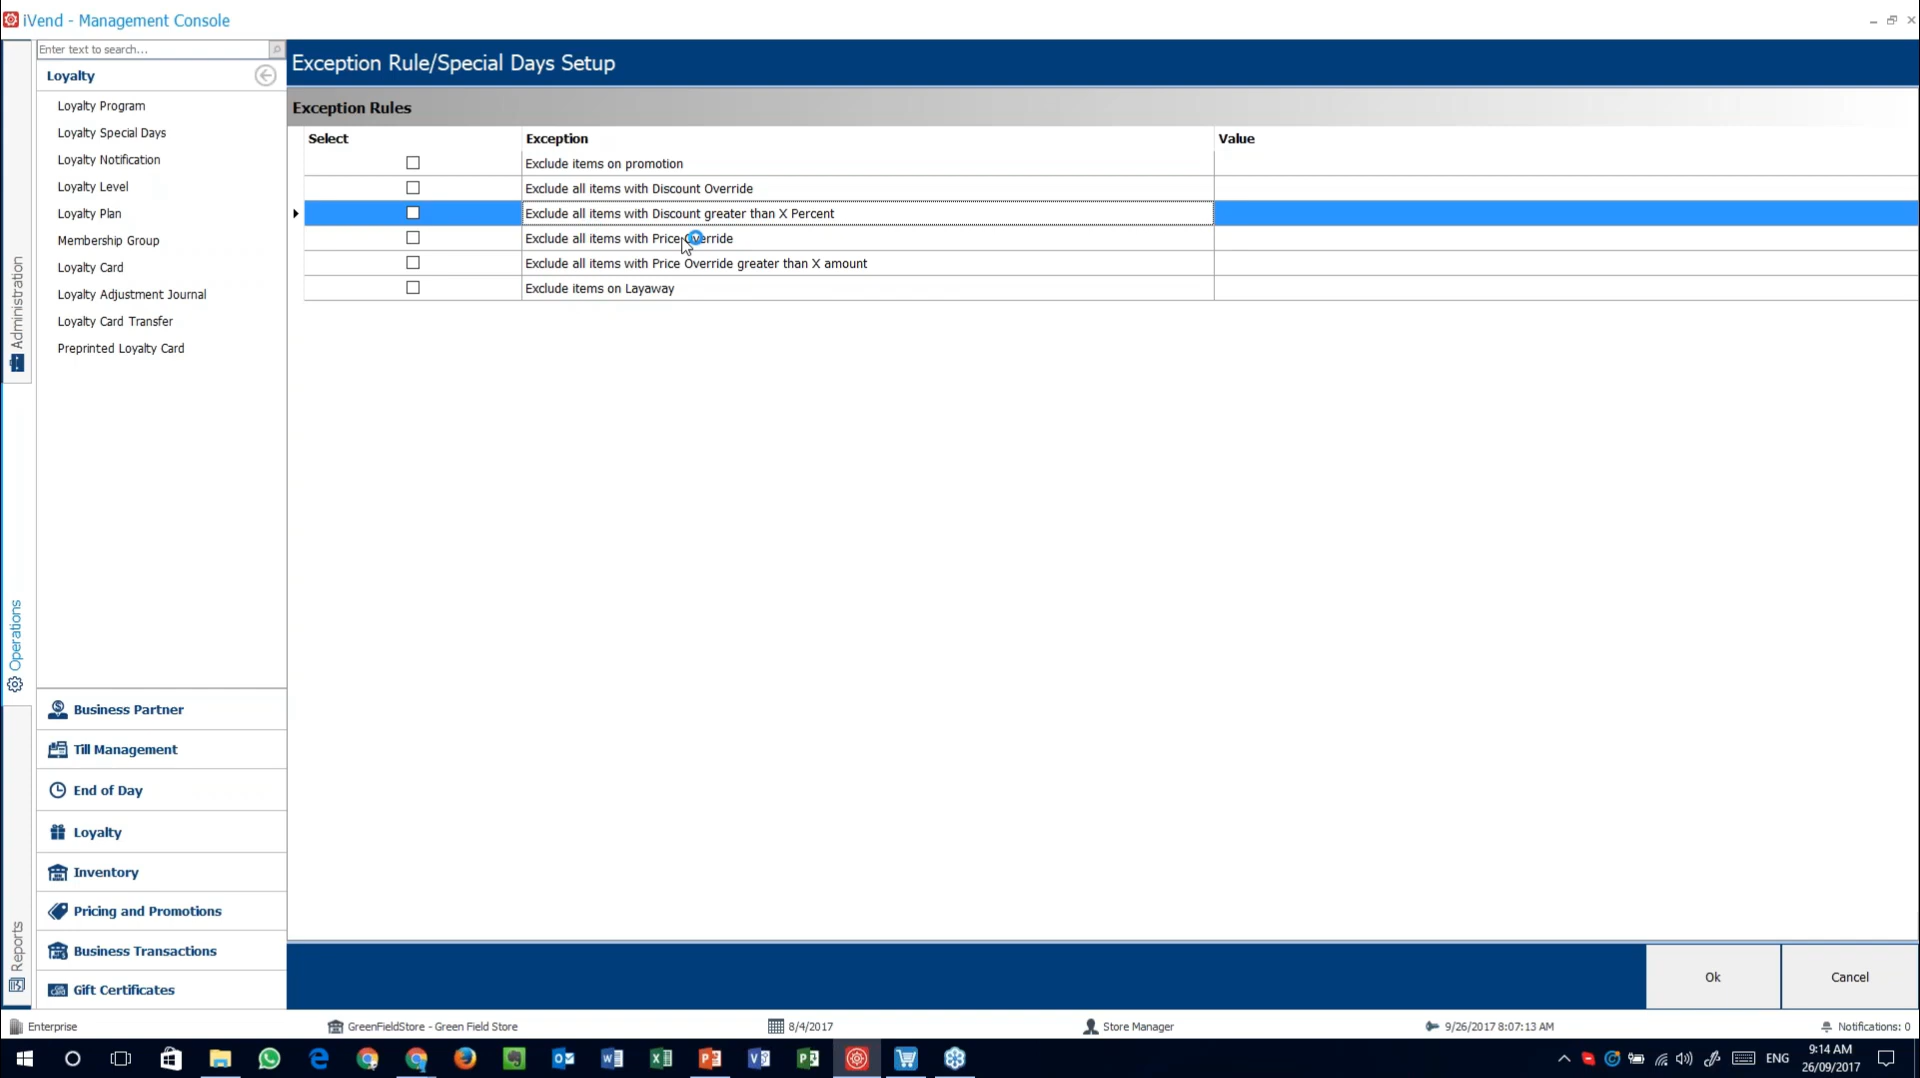 iVend - Management Console
Enter text to search...
Loyalty
Loyalty Program
Loyalty Special Days
Loyalty Notification
Loyalty Level
Loyalty Plan
Membership Group
Loyalty Card
Loyalty Adjustment Journal
Loyalty Card Transfer
Preprinted Loyalty Card
Administration
Operations
Reports
Business Partner
Till Management
End of Day
Loyalty
Inventory
Pricing and Promotions
Business Transactions
Gift Certificates
Exception Rule/Special Days Setup
Exception Rules
Select Exception Value
Exclude items on promotion
Exclude all items with Discount Override
Exclude all items with Discount greater than X Percent
Exclude all items with Price Override
Exclude all items with Price Override greater than X amount
Exclude items on Layaway
Ok Cancel
Enterprise GreenFieldStore - Green Field Store 8/4/2017 Store Manager 9/26/2017 8:07:13 AM Notifications: 0
ENG 9:14 AM
26/09/2017